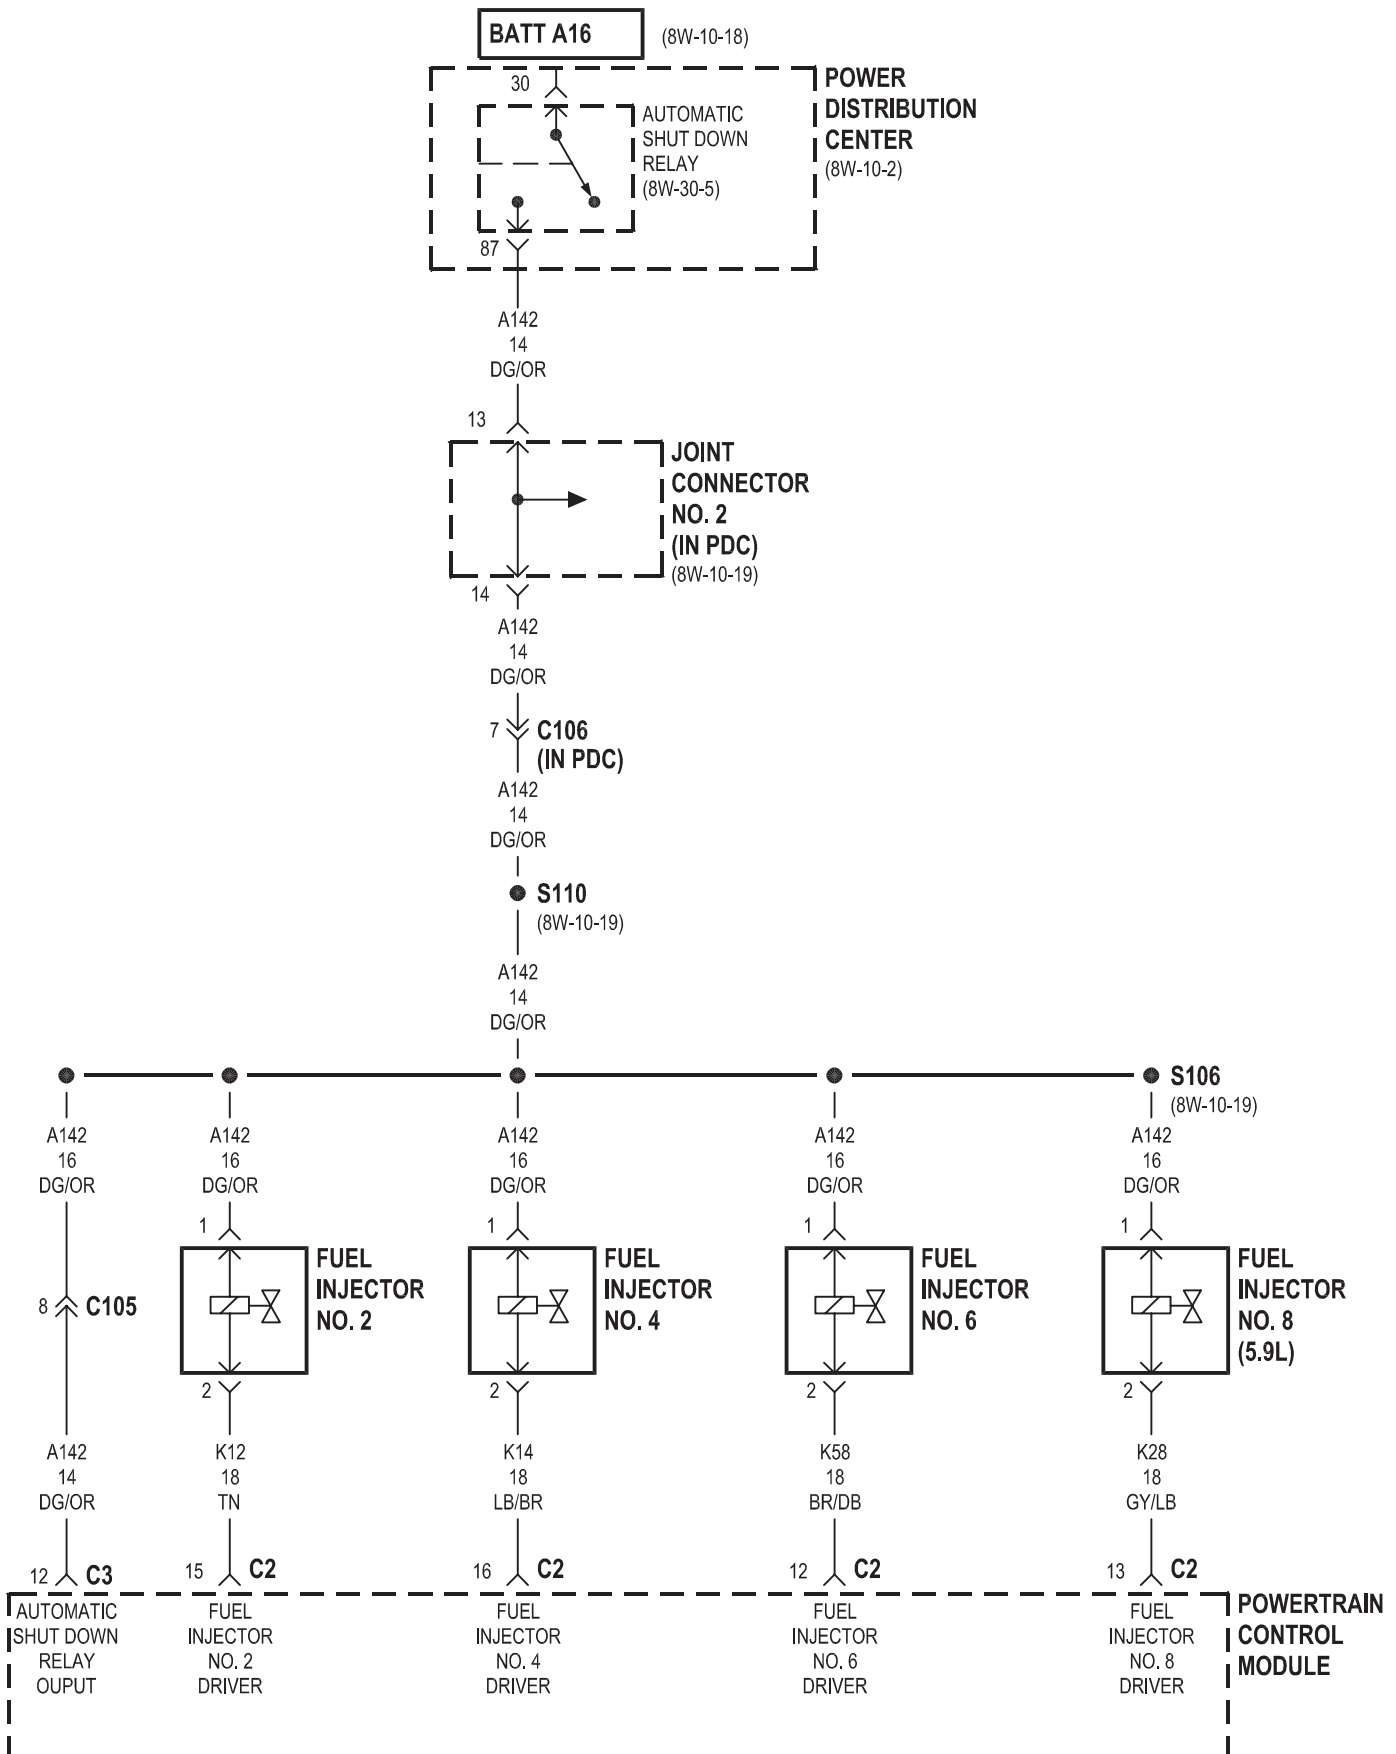 BATT A16
(8W-10-18)
30
AUTOMATIC
SHUT DOWN
RELAY
(8W-30-5)
POWER
DISTRIBUTION
CENTER
(8W-10-2)
87
A142
14
DG/OR
13
JOINT
CONNECTOR
NO. 2
(IN PDC)
(8W-10-19)
14
A142
14
DG/OR
7
C106
(IN PDC)
A142
14
DG/OR
S110
(8W-10-19)
A142
14
DG/OR
S106
(8W-10-19)
A142
16
DG/OR
A142
16
DG/OR
A142
16
DG/OR
A142
16
DG/OR
A142
16
DG/OR
8
C105
1
FUEL
INJECTOR
NO. 2
2
1
FUEL
INJECTOR
NO. 4
2
1
FUEL
INJECTOR
NO. 6
2
1
FUEL
INJECTOR
NO. 8
(5.9L)
2
A142
14
DG/OR
K12
18
TN
K14
18
LB/BR
K58
18
BR/DB
K28
18
GY/LB
12
C3
15
C2
16
C2
12
C2
13
C2
AUTOMATIC
SHUT DOWN
RELAY
OUPUT
FUEL
INJECTOR
NO. 2
DRIVER
FUEL
INJECTOR
NO. 4
DRIVER
FUEL
INJECTOR
NO. 6
DRIVER
FUEL
INJECTOR
NO. 8
DRIVER
POWERTRAIN
CONTROL
MODULE